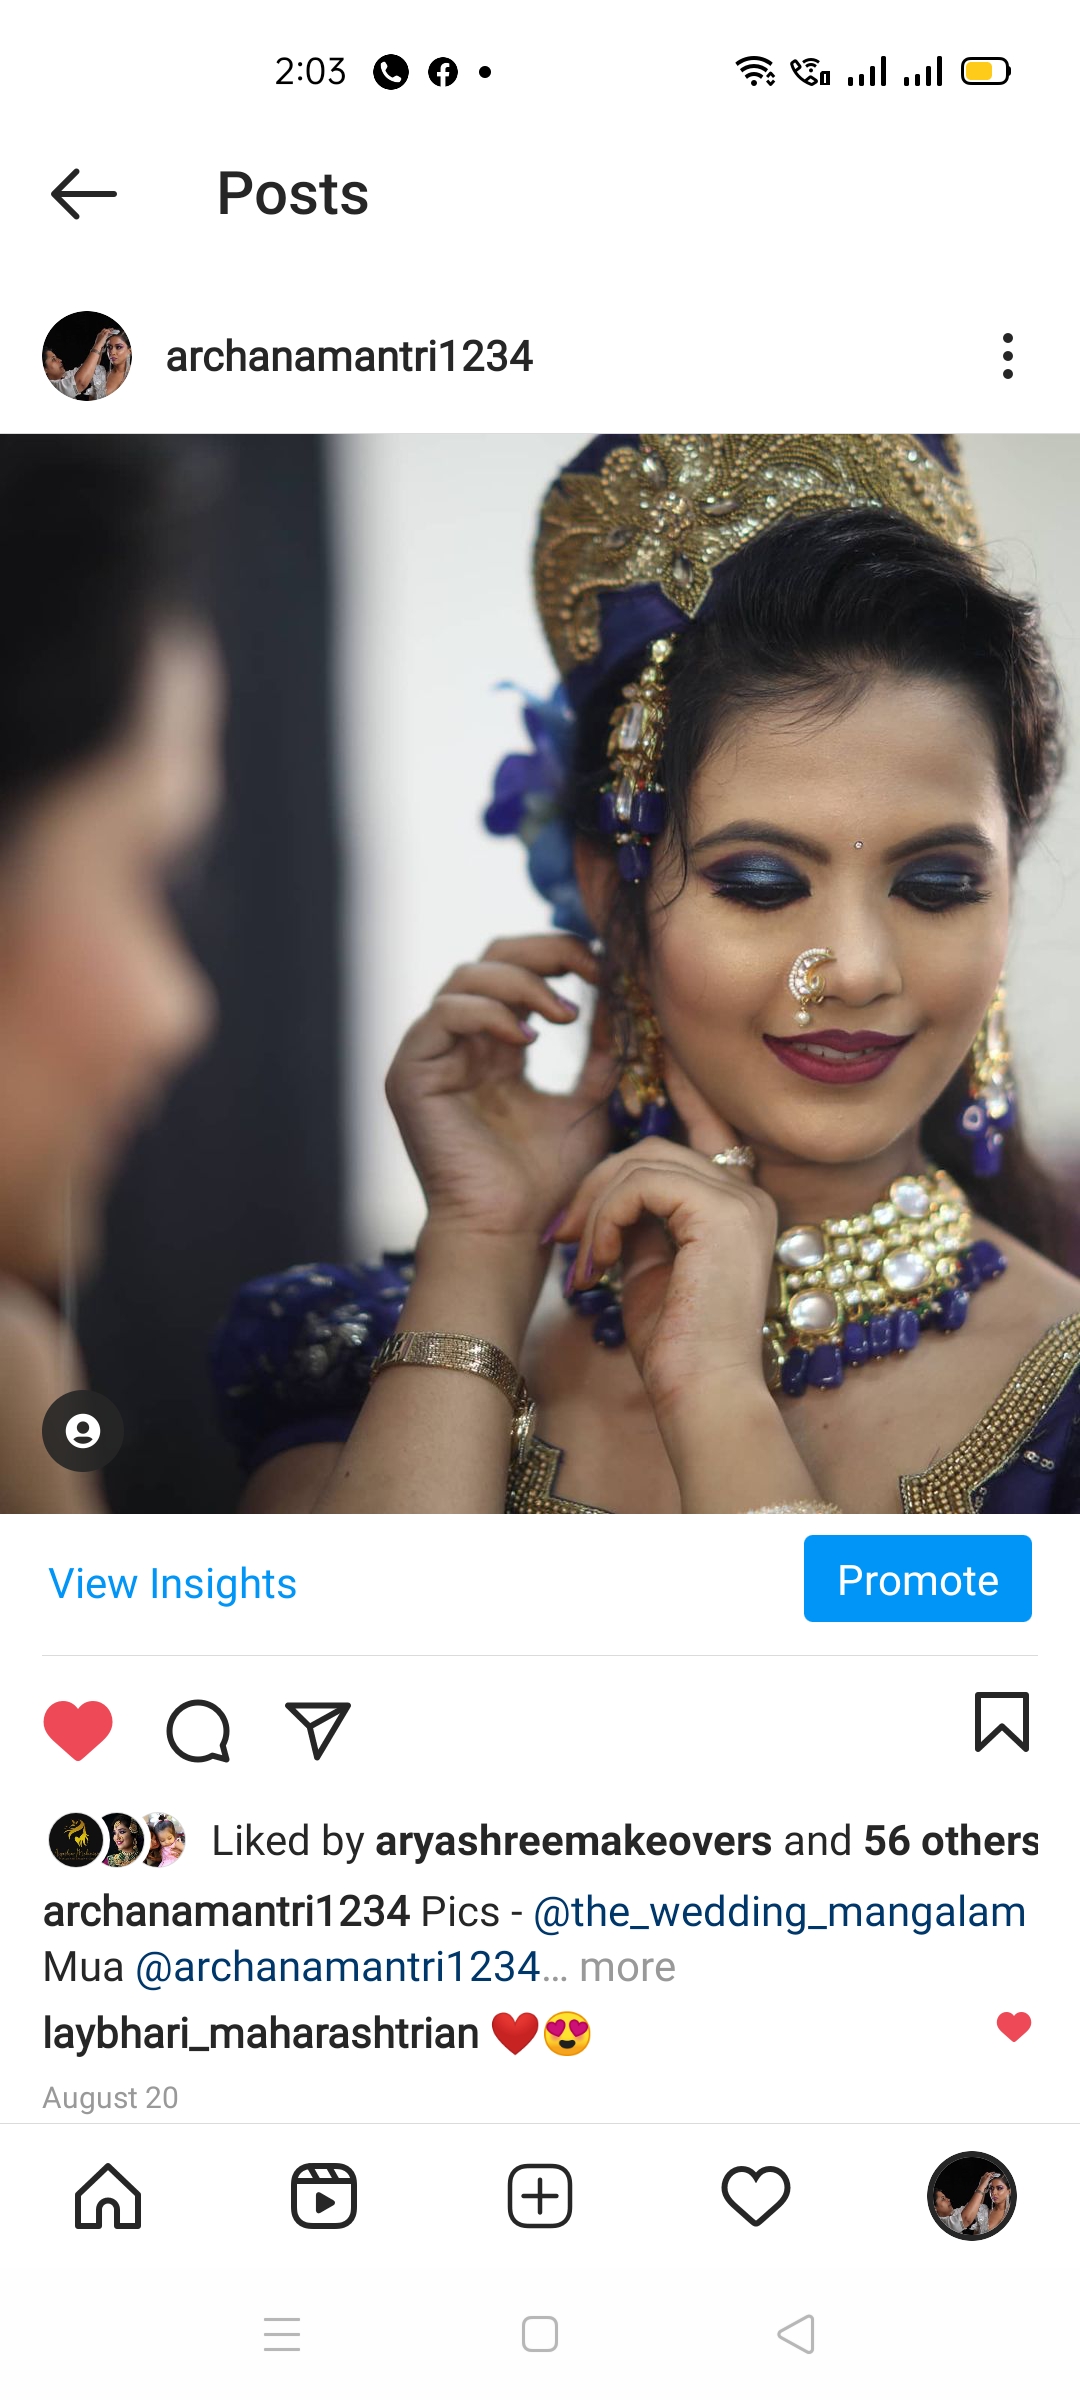 2:03
Posts
archanamantri1234
View Insights
Promote
Liked by aryashreemakeovers and 56 others
archanamantri1234 Pics - @the_wedding_mangalam
Mua @archanamantri1234... more
laybhari_maharashtrian ❤️😍
August 20